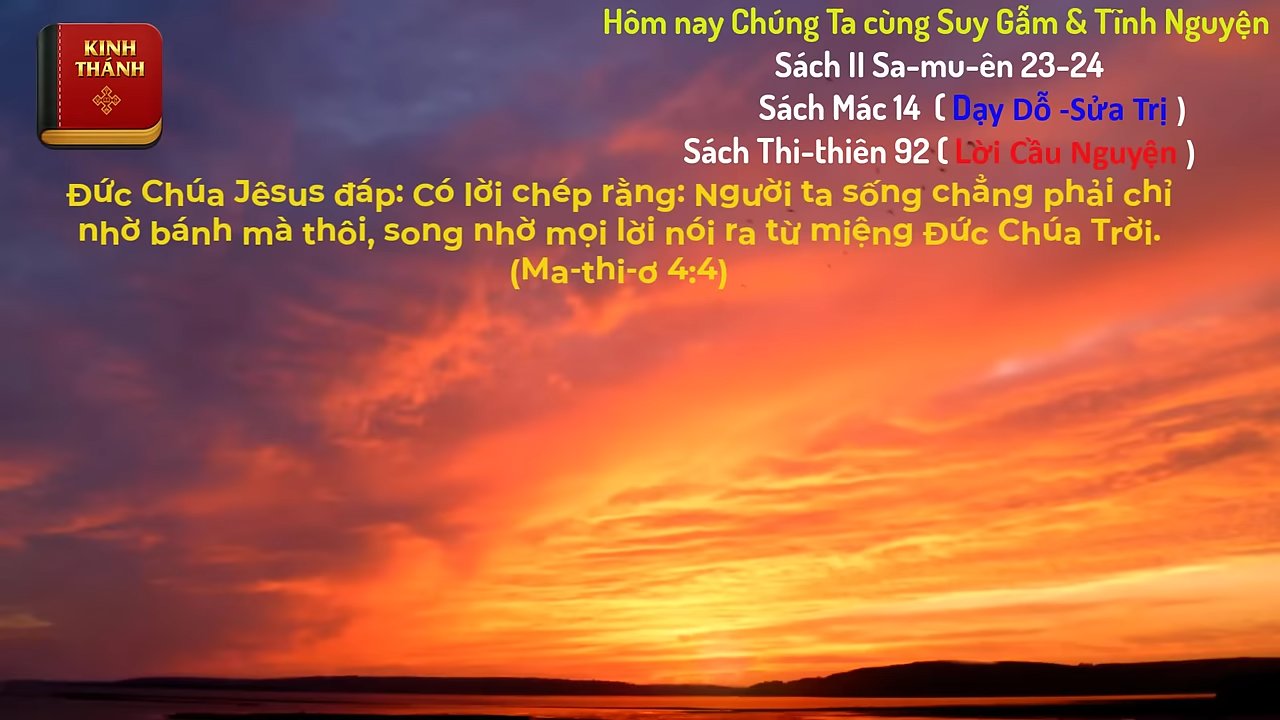 KINH
THÁNH
Hôm nay Chúng Ta cùng Suy Gẫm & Tĩnh Nguyện
Sách II Sa-mu-ên 23-24
Sách Mác 14 ( Dạy Dỗ -Sửa Trị )
Sách Thi-thiên 92 ( Lời Cầu Nguyện )
Đức Chúa Jêsus đáp: Có lời chép rằng: Người ta sống chẳng phải chỉ
nhờ bánh mà thôi, song nhờ mọi lời nói ra từ miệng Đức Chúa Trời.
(Ma-thi-ơ 4:4)